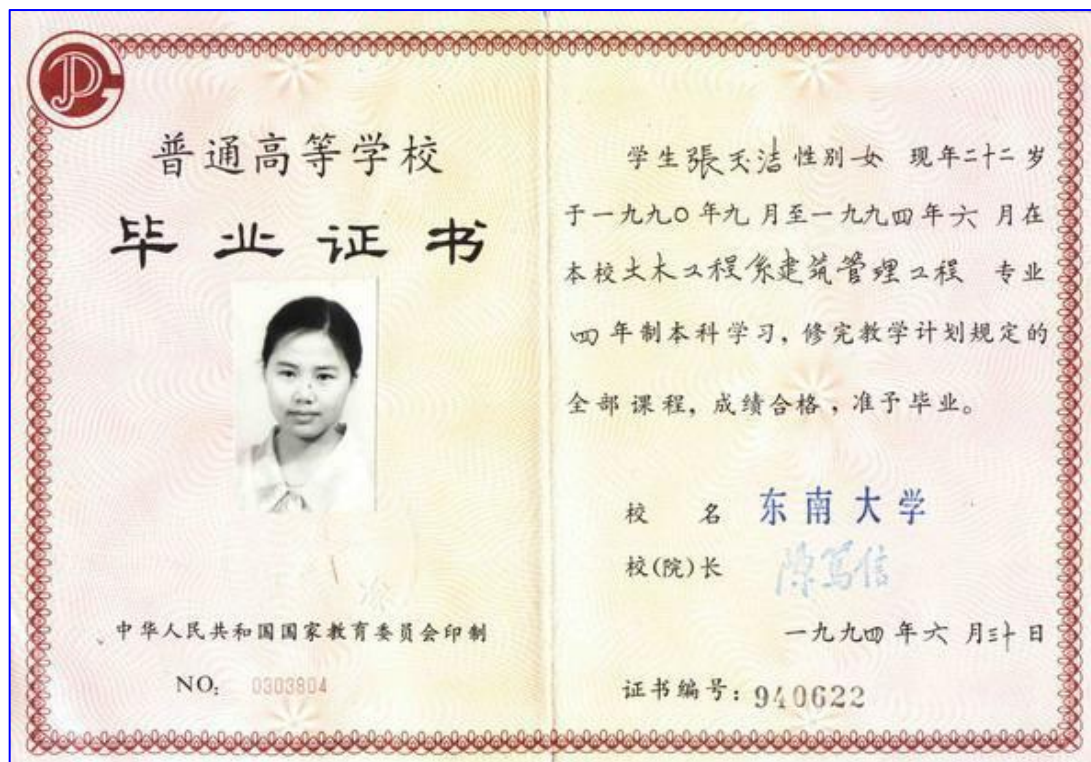 普通高等学校
毕业证书
中华人民共和国国家教育委员会印制
NO: 0303804
学生張天洁性别女 现年二十二岁
于一九九〇年九月至一九九四年六月在
本校土木工程系建筑管理工程 专业
四年制本科学习,修完教学计划规定的
全部课程,成绩合格,准予毕业。
校 名 东南大学
校(院)长 陳笃信
一九九四年六月三十日
证书编号:940622